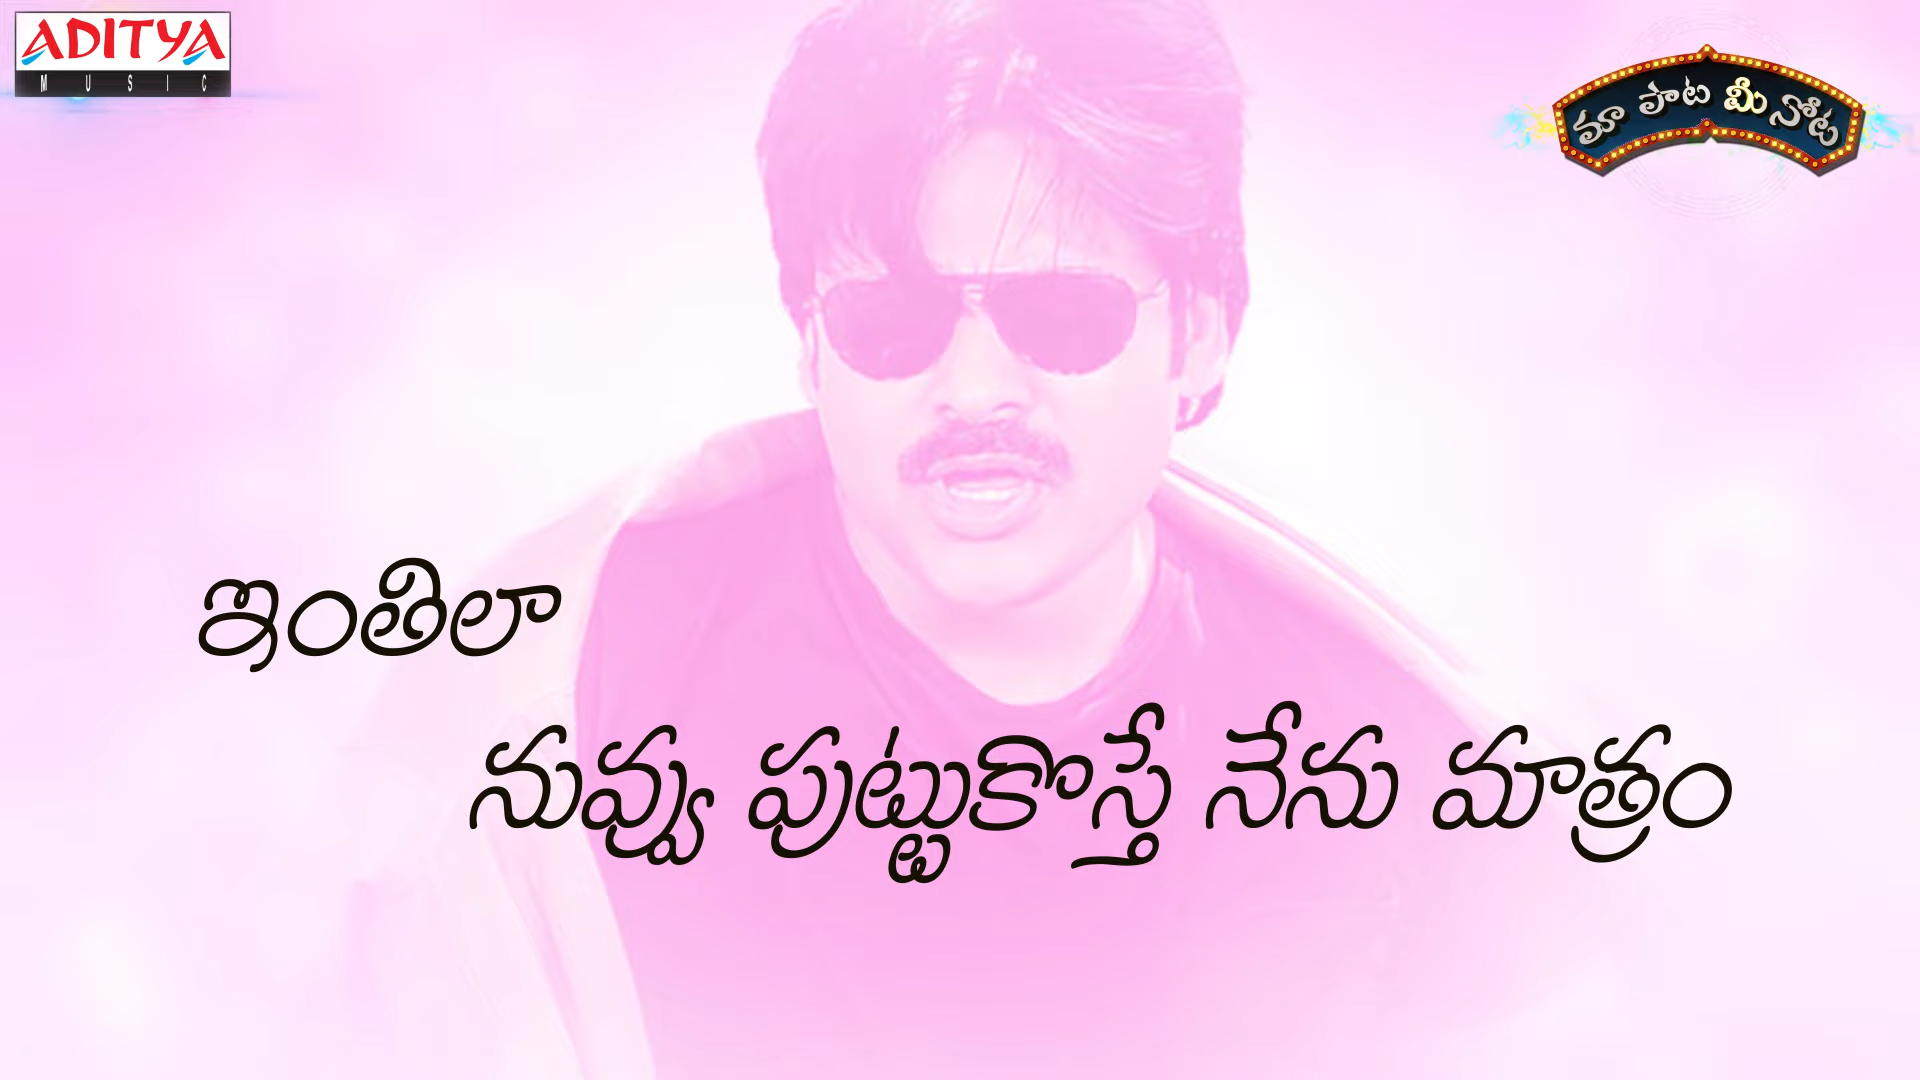 ADITYA
MUSIC
మా పాట మీ నోట
ఇంతిలా
నువ్వు పుట్టుకొస్తే నేను మాత్రం